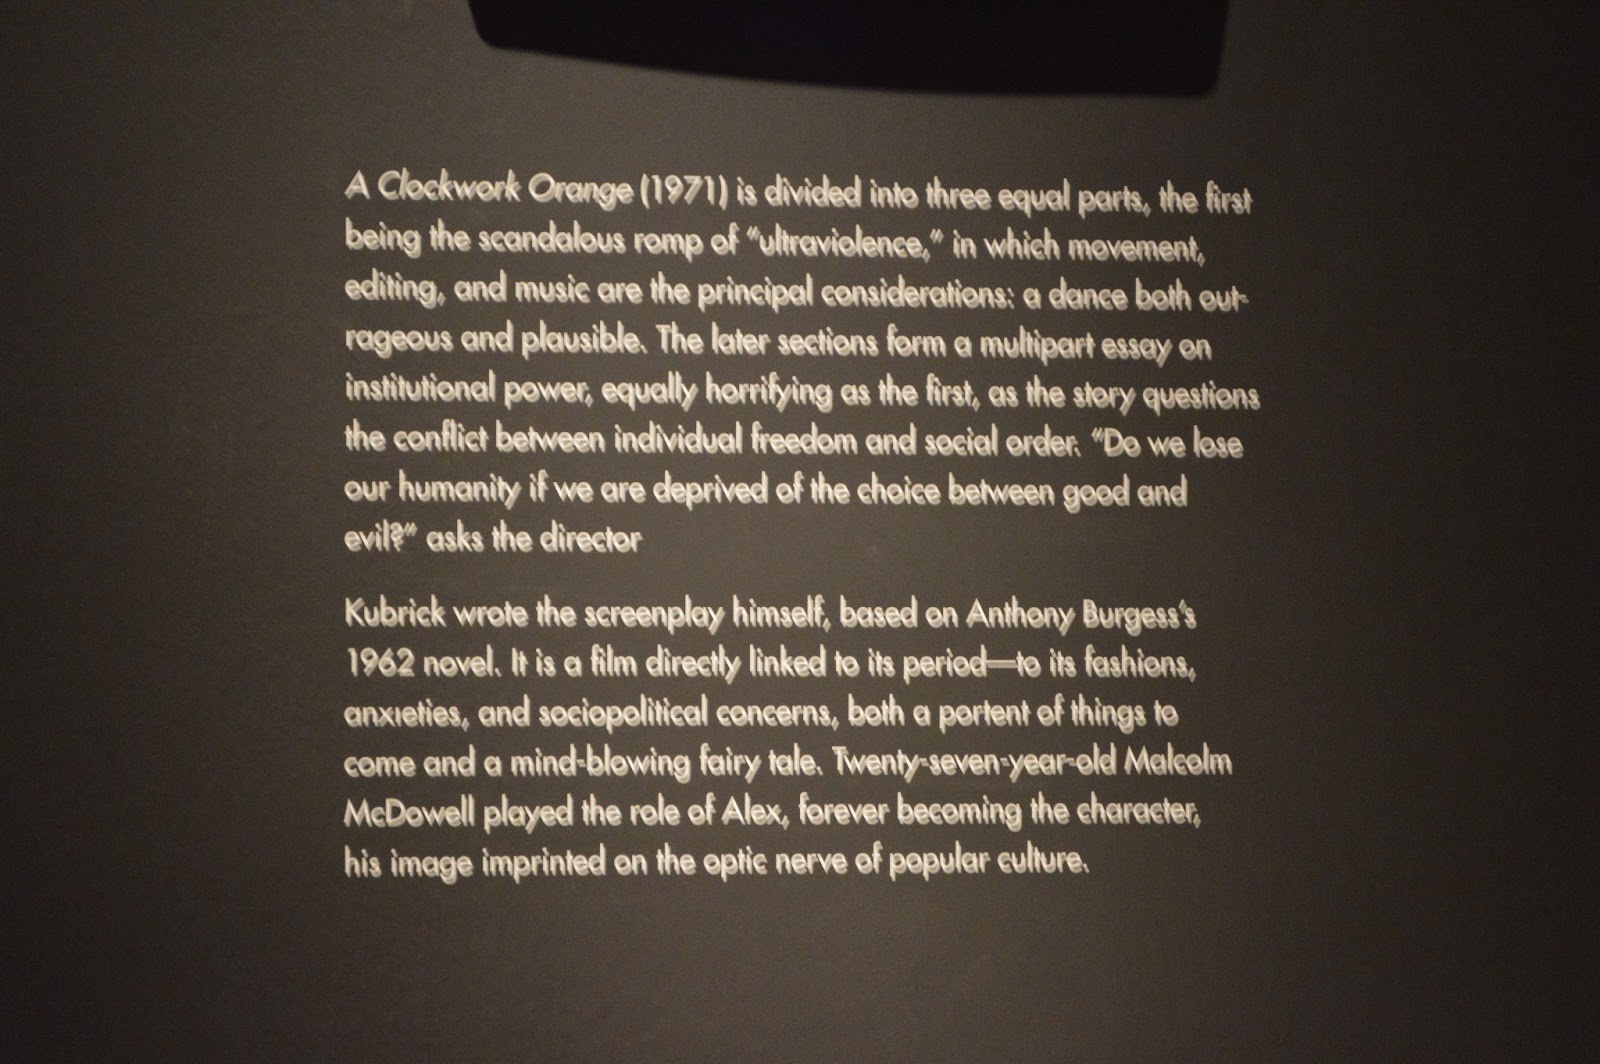 A Clockwork Orange (1971) is divided into three equal parts, the first
being the scandalous romp of “ultraviolence,” in which movement,
editing, and music are the principal considerations: a dance both out-
rageous and plausible. The later sections form a multipart essay on
institutional power, equally horrifying as the first, as the story questions
the conflict between individual freedom and social order. “Do we lose
our humanity if we are deprived of the choice between good and
evil?” asks the director
Kubrick wrote the screenplay himself, based on Anthony Burgess’s
1962 novel. It is a film directly linked to its period—to its fashions,
anxieties, and sociopolitical concerns, both a portent of things to
come and a mind-blowing fairy tale. Twenty-seven-year-old Malcolm
McDowell played the role of Alex, forever becoming the character,
his image imprinted on the optic nerve of popular culture.